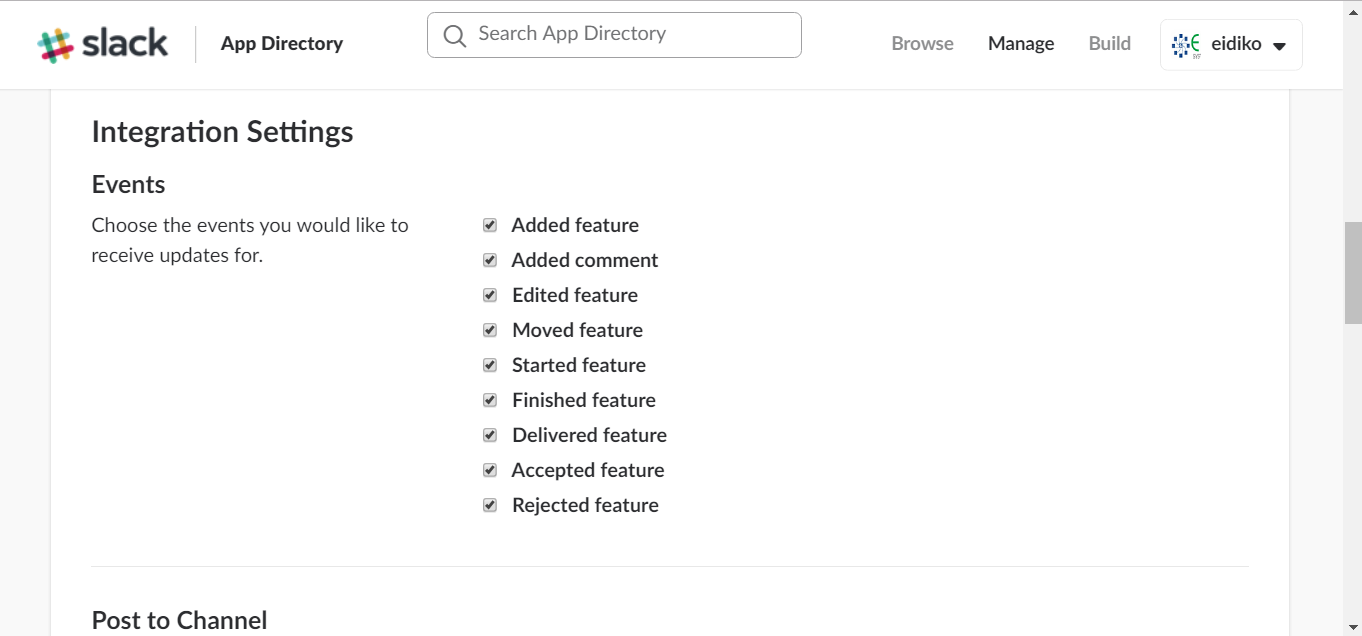 slack
App Directory
Search App Directory
Browse
Manage
Build
eidiko
Integration Settings
Events
Choose the events you would like to
receive updates for.
Added feature
Added comment
Edited feature
Moved feature
Started feature
Finished feature
Delivered feature
Accepted feature
Rejected feature
Post to Channel